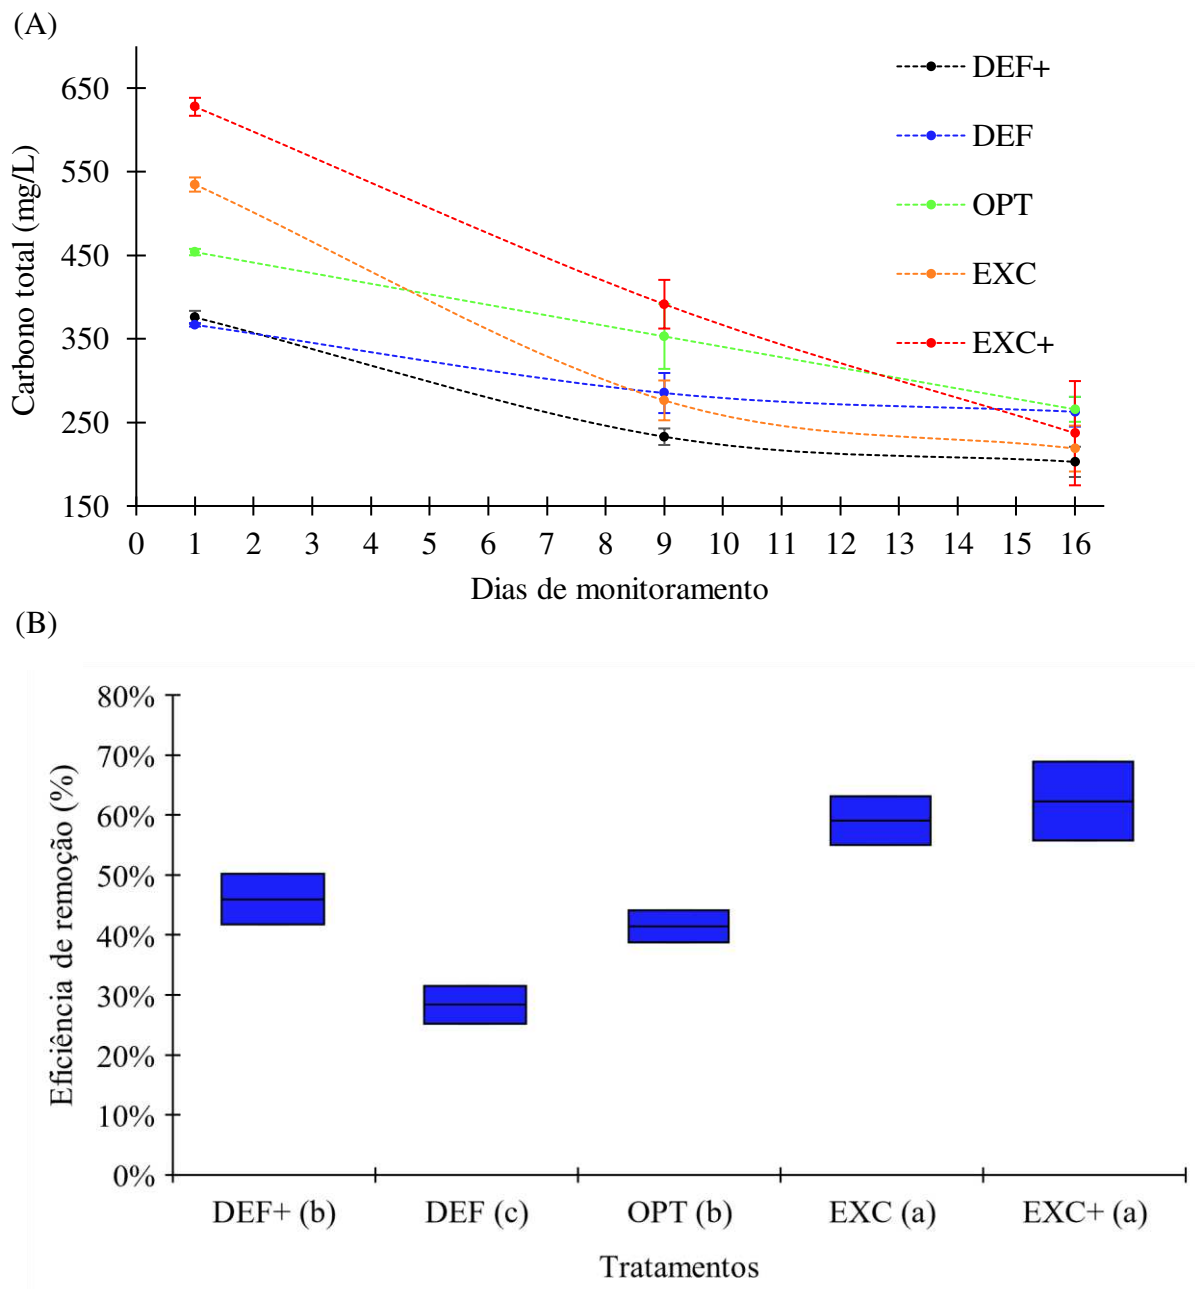 (A)
Carbono total (mg/L)
650
550
450
350
250
150
0 1 2 3 4 5 6 7 8 9 10 11 12 13 14 15 16
Dias de monitoramento
DEF+
DEF
OPT
EXC
EXC+
(B)
Eficiência de remoção (%)
80%
70%
60%
50%
40%
30%
20%
10%
0%
DEF+ (b) DEF (c) OPT (b) EXC (a) EXC+ (a)
Tratamentos